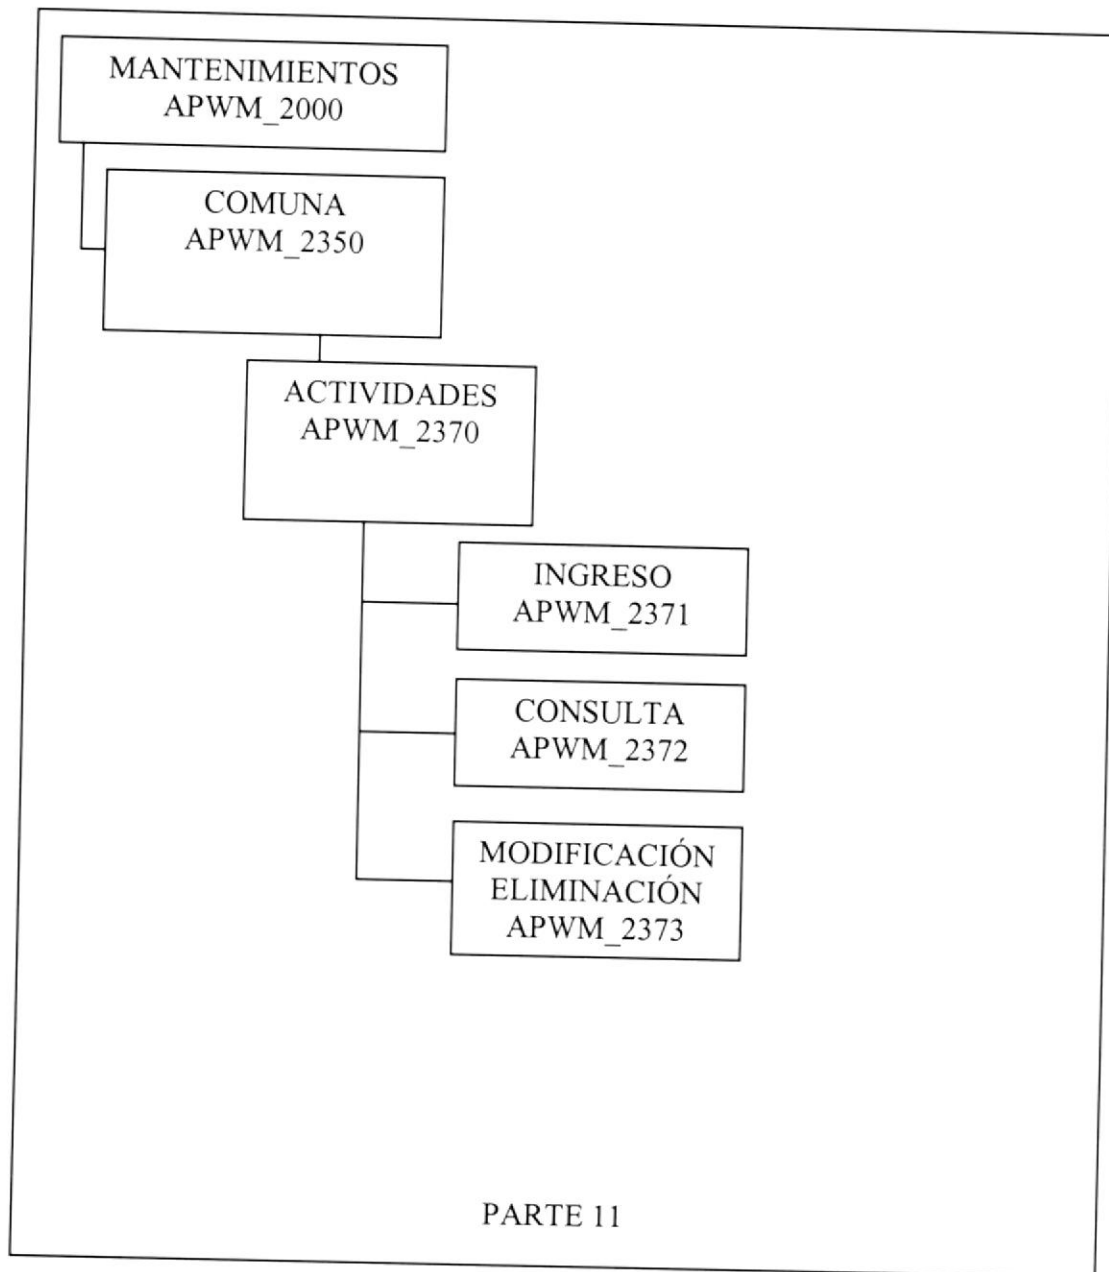 MANTENIMIENTOS
APWM_2000
COMUNA
APWM_2350
ACTIVIDADES
APWM_2370
INGRESO
APWM_2371
CONSULTA
APWM_2372
MODIFICACIÓN
ELIMINACIÓN
APWM_2373
PARTE 11